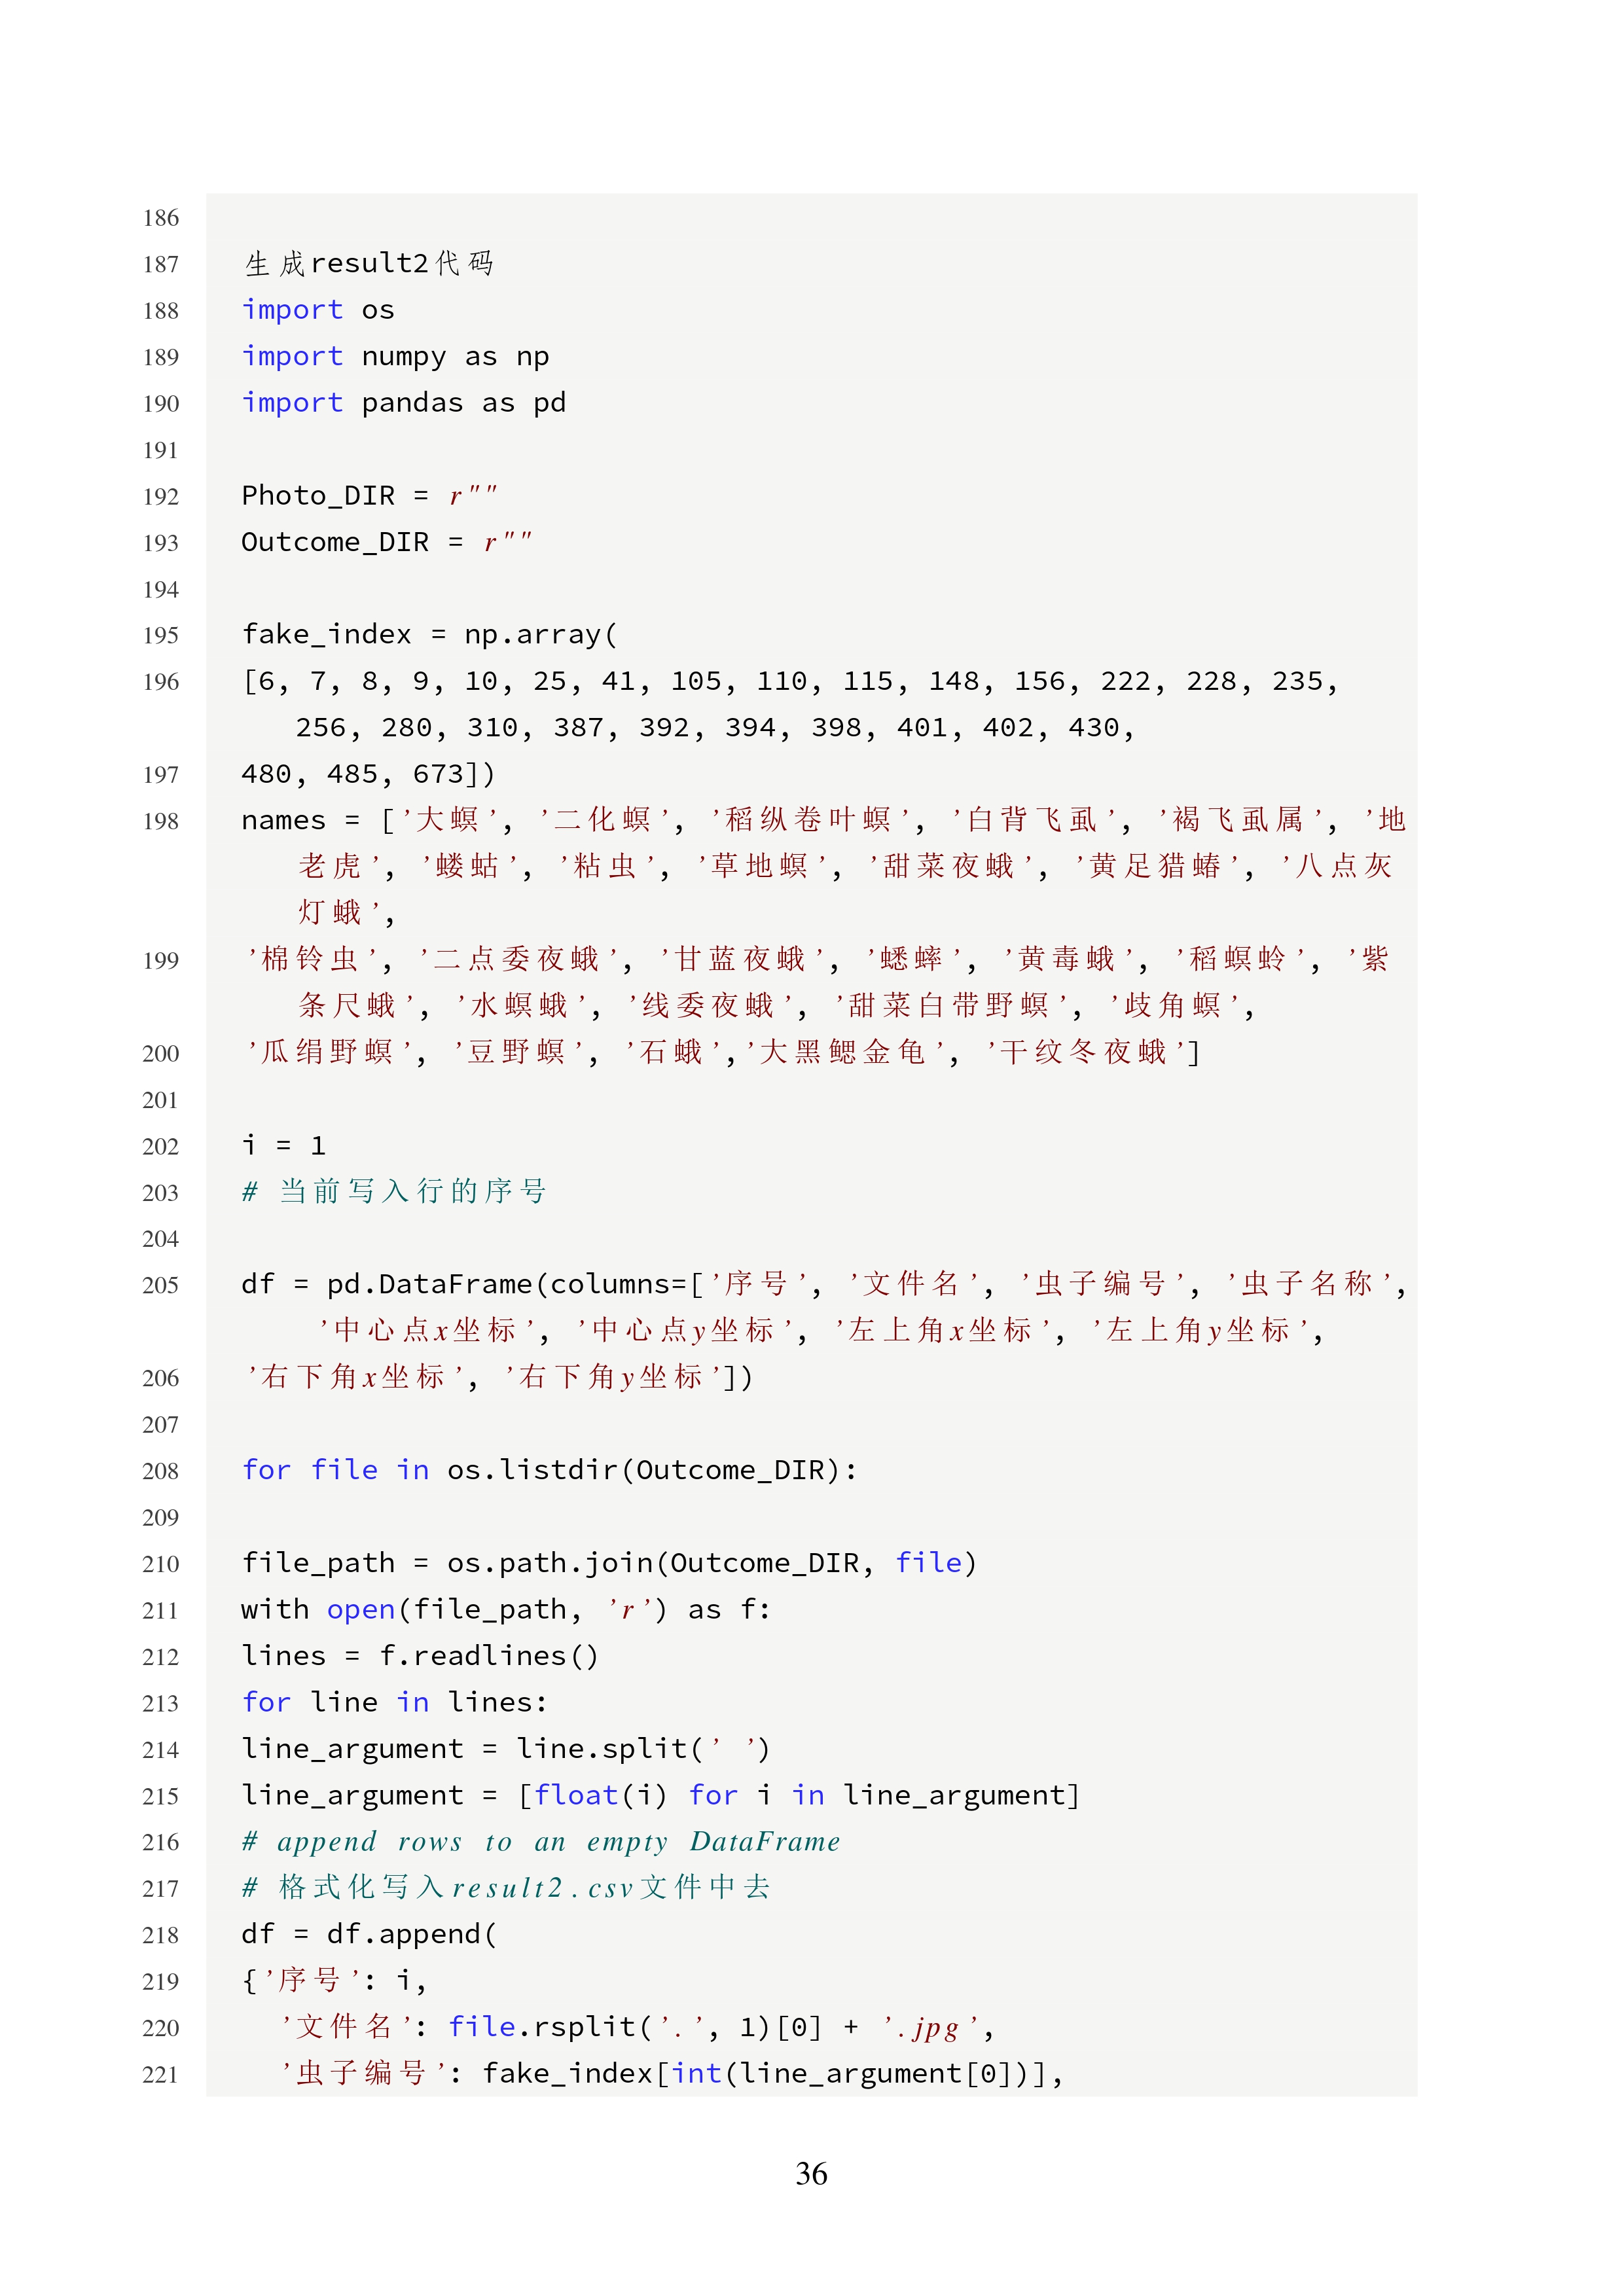 186
187 生成result2代码
188 import os
189 import numpy as np
190 import pandas as pd
191
192 Photo_DIR = r""
193 Outcome_DIR = r""
194
195 fake_index = np.array(
196 [6, 7, 8, 9, 10, 25, 41, 105, 110, 115, 148, 156, 222, 228, 235,
256, 280, 310, 387, 392, 394, 398, 401, 402, 430,
197 480, 485, 673])
198 names = ['大螟', '二化螟', '稻纵卷叶螟', '白背飞虱', '褐飞虱属', '地
老虎', '蝼蛄', '粘虫', '草地螟', '甜菜夜蛾', '黄足猎蝽', '八点灰
灯蛾',
199 '棉铃虫', '二点委夜蛾', '甘蓝夜蛾', '蟋蟀', '黄毒蛾', '稻螟蛉', '紫
条尺蛾', '水螟蛾', '线委夜蛾', '甜菜白带野螟', '歧角螟',
200 '瓜绢野螟', '豆野螟', '石蛾','大黑鳃金龟', '干纹冬夜蛾']
201
202 i = 1
203 # 当前写入行的序号
204
205 df = pd.DataFrame(columns=['序号', '文件名', '虫子编号', '虫子名称',
'中心点x坐标', '中心点y坐标', '左上角x坐标', '左上角y坐标',
206 '右下角x坐标', '右下角y坐标'])
207
208 for file in os.listdir(Outcome_DIR):
209
210 file_path = os.path.join(Outcome_DIR, file)
211 with open(file_path, 'r') as f:
212 lines = f.readlines()
213 for line in lines:
214 line_argument = line.split(' ')
215 line_argument = [float(i) for i in line_argument]
216 # append rows to an empty DataFrame
217 # 格式化写入result2.csv文件中去
218 df = df.append(
219 {'序号': i,
220 '文件名': file.rsplit('.', 1)[0] + '.jpg',
221 '虫子编号': fake_index[int(line_argument[0])],
36